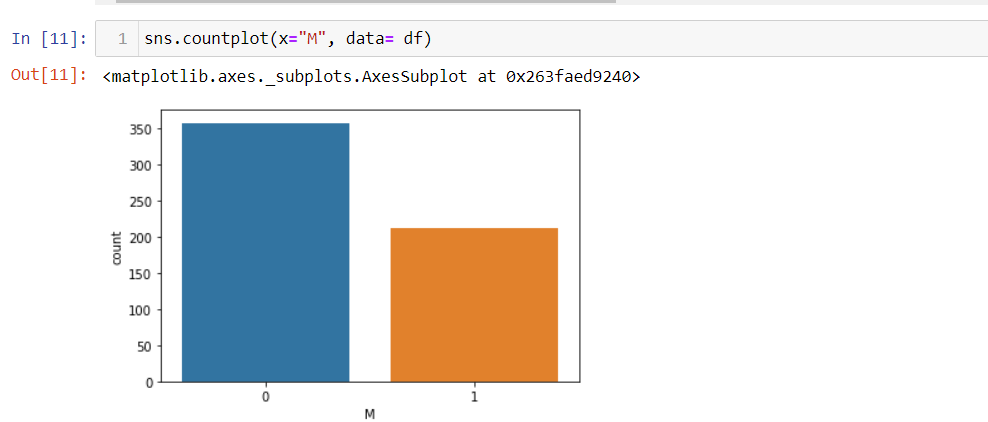 In [11]: 1 sns.countplot(x="M", data= df)
Out[11]: <matplotlib.axes._subplots.AxesSubplot at 0x263faed9240>
350
300
250
200
150
100
50
0
count
0 1
M